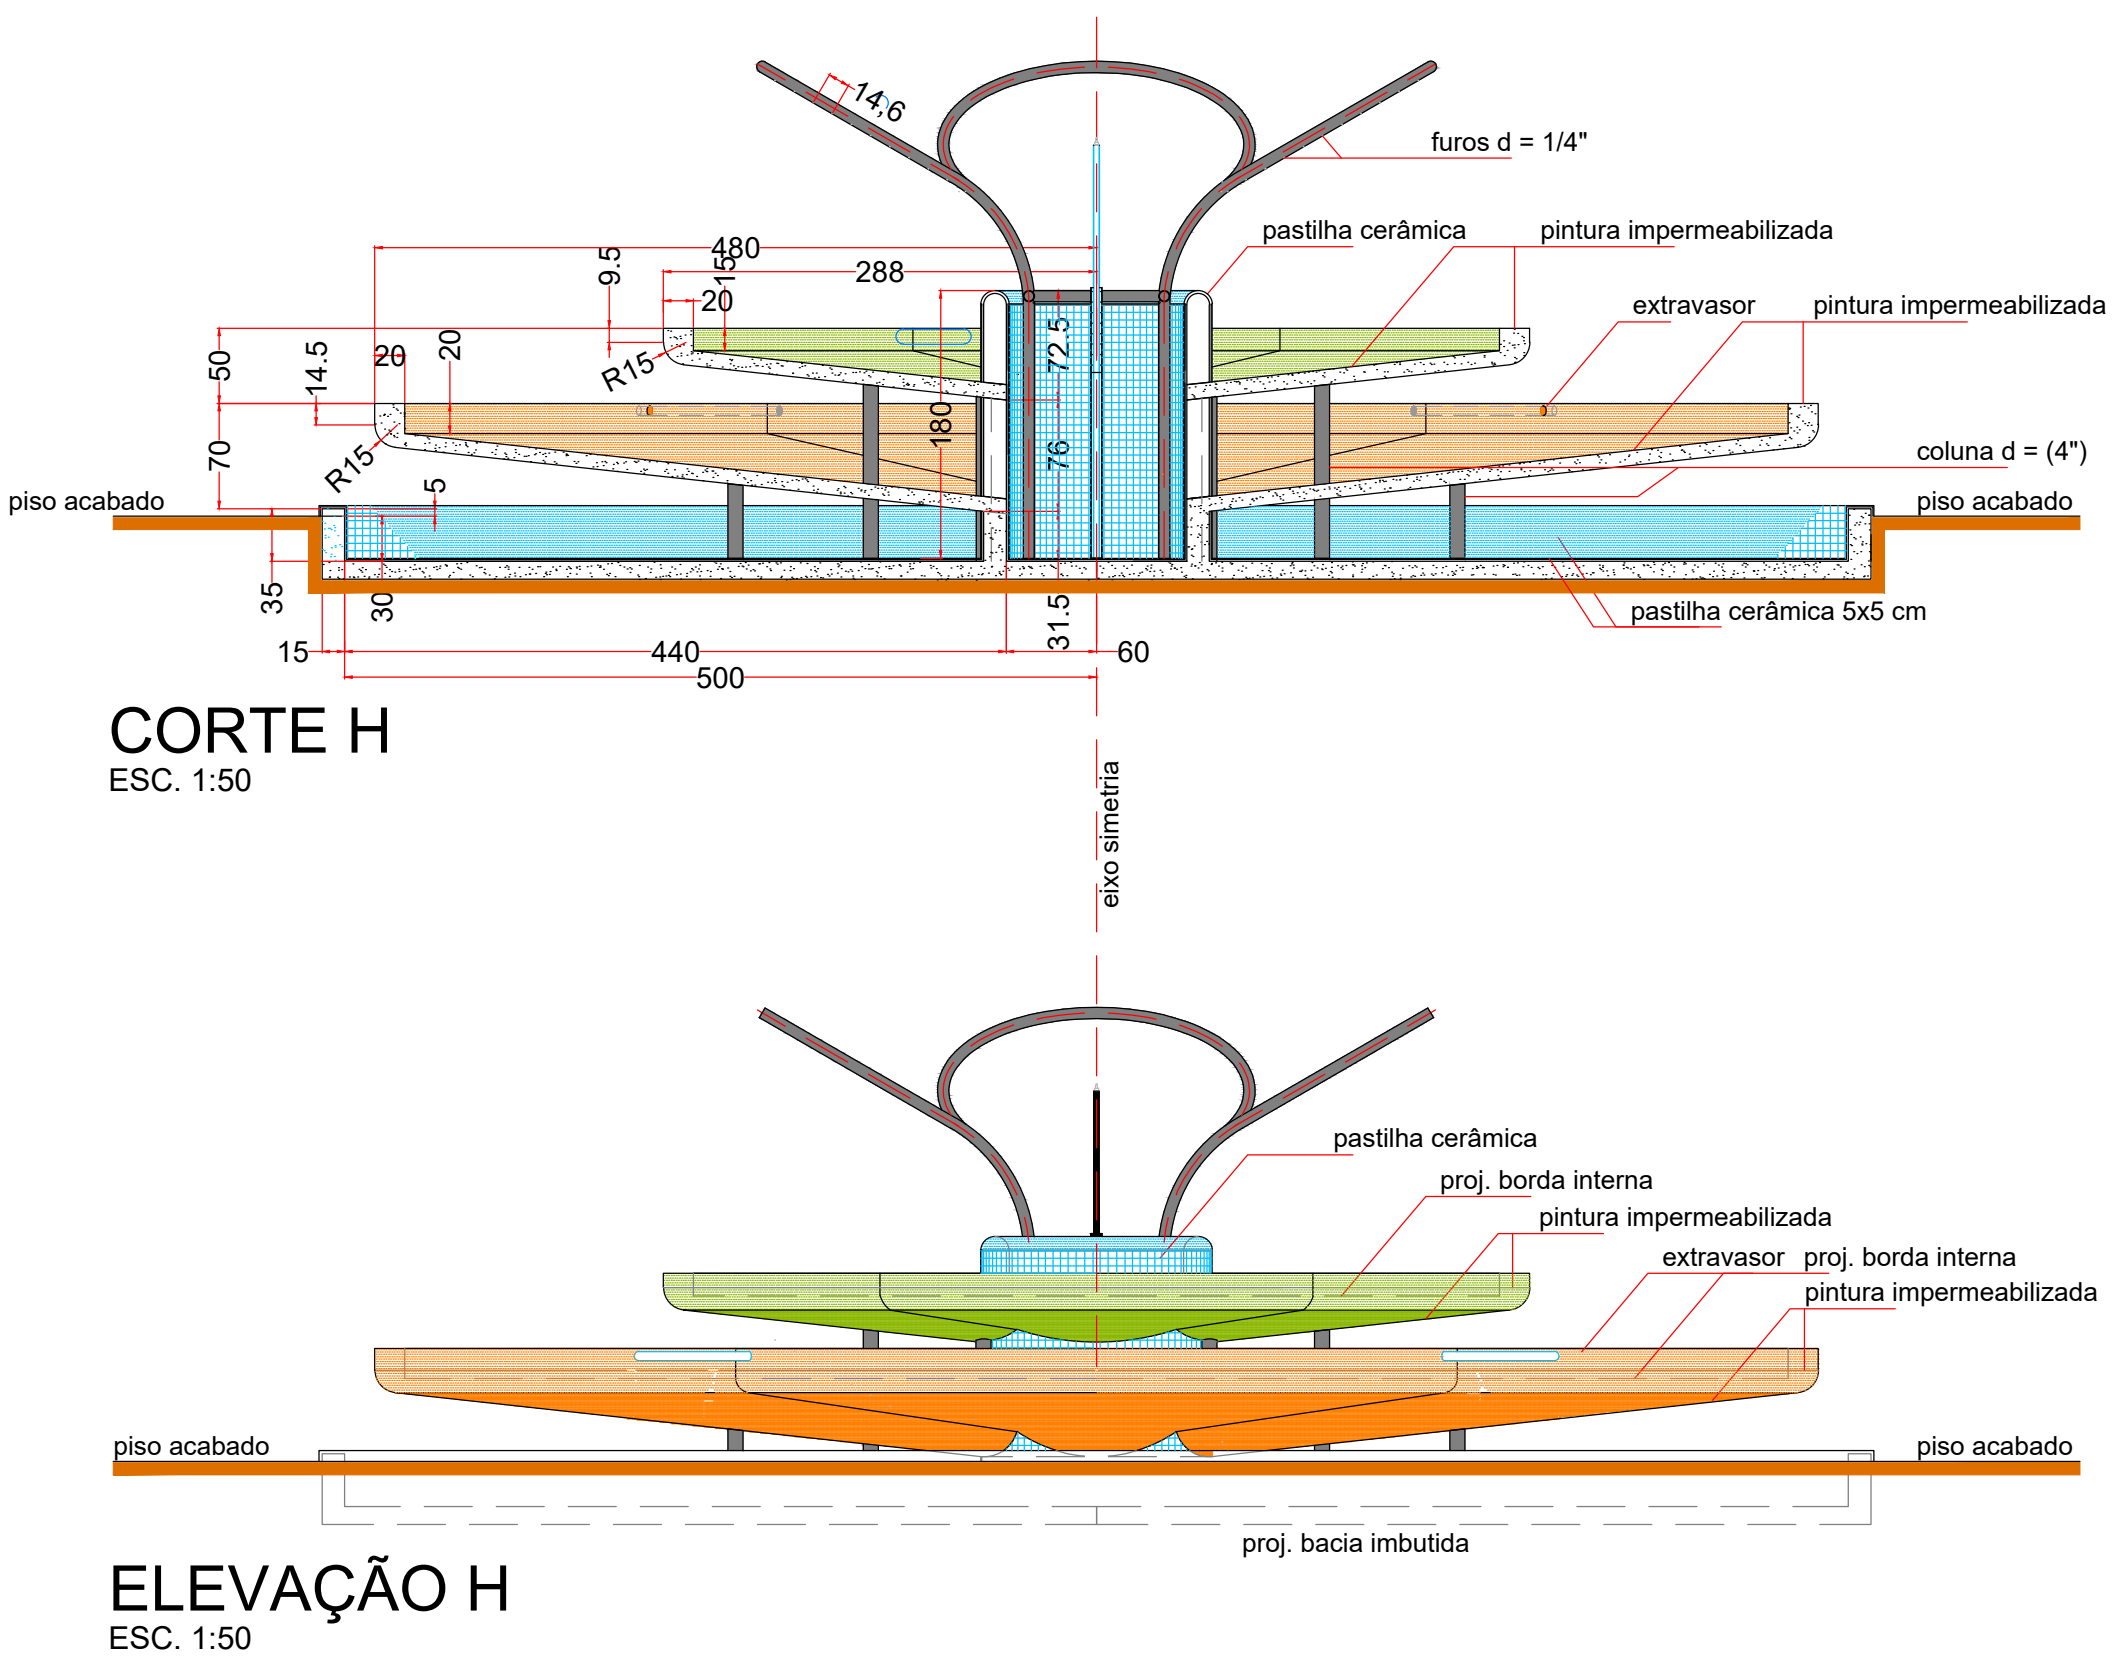 14,6
furos d = 1/4"
pastilha cerâmica
pintura impermeabilizada
480
9.5
15
288
20
extravasor
pintura impermeabilizada
50
14.5
20
20
R15
72.5
180
70
R15
76
coluna d = (4")
piso acabado
5
piso acabado
35
30
31.5
pastilha cerâmica 5x5 cm
15
440
60
500
CORTE H
ESC. 1:50
eixo simetria
pastilha cerâmica
proj. borda interna
pintura impermeabilizada
extravasor
proj. borda interna
pintura impermeabilizada
piso acabado
piso acabado
proj. bacia imbutida
ELEVAÇÃO H
ESC. 1:50